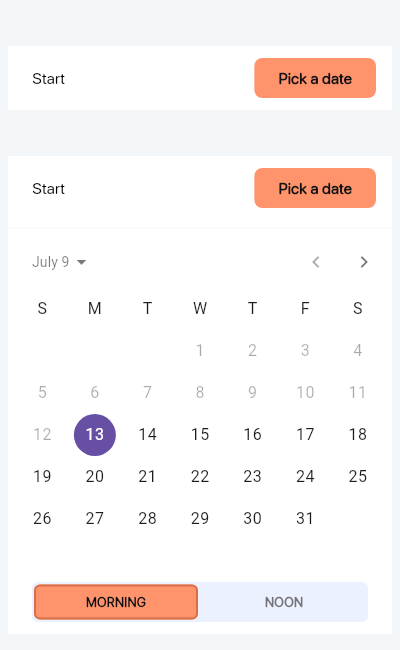 Start Pick a date
Start Pick a date
July 9
S M T W T F S
1 2 3 4
5 6 7 8 9 10 11
12 13 14 15 16 17 18
19 20 21 22 23 24 25
26 27 28 29 30 31
MORNING NOON